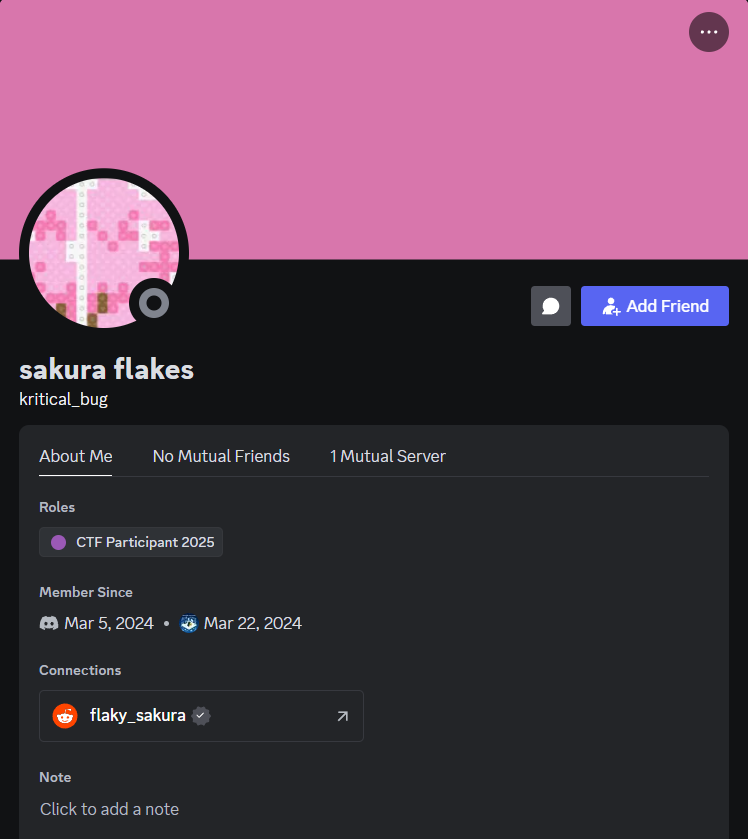 Add Friend
sakura flakes
kritical_bug
About Me No Mutual Friends 1 Mutual Server
Roles
CTF Participant 2025
Member Since
Mar 5, 2024 • Mar 22, 2024
Connections
flaky_sakura
Note
Click to add a note